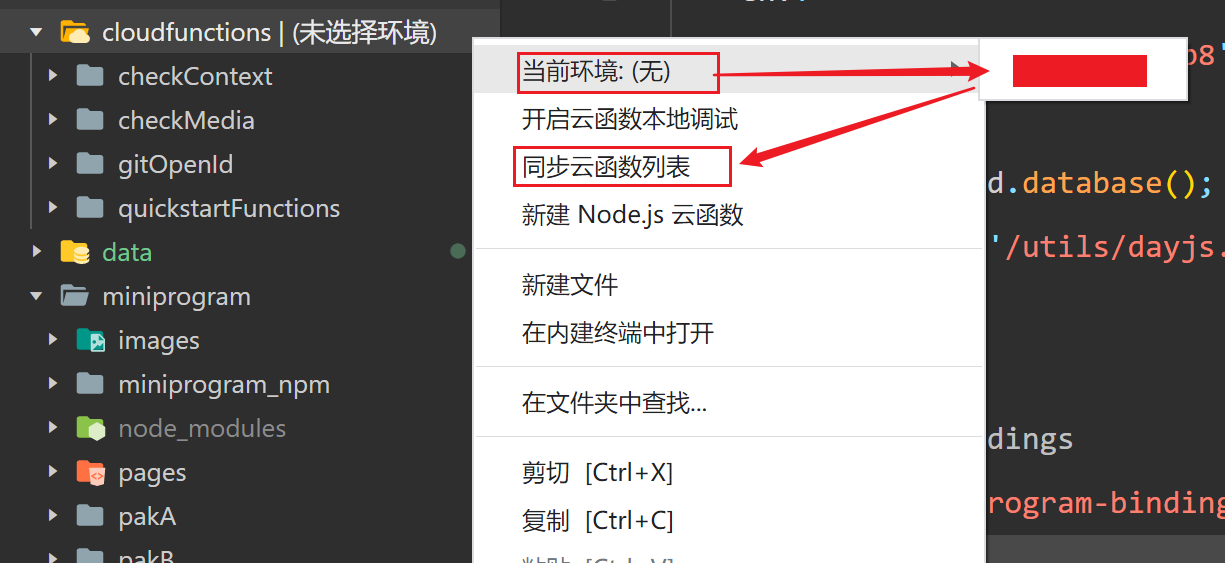 cloudfunctions | (未选择环境)
checkContext
checkMedia
gitOpenId
quickstartFunctions
data
miniprogram
images
miniprogram_npm
node_modules
pages
pakA
pakB
当前环境: (无)
开启云函数本地调试
同步云函数列表
新建 Node.js 云函数
新建文件
在内建终端中打开
在文件夹中查找...
剪切 [Ctrl+X]
复制 [Ctrl+C]
粘贴 [Ctrl+V]
b8'
d.database();
'/utils/dayjs.
dings
rogram-binding